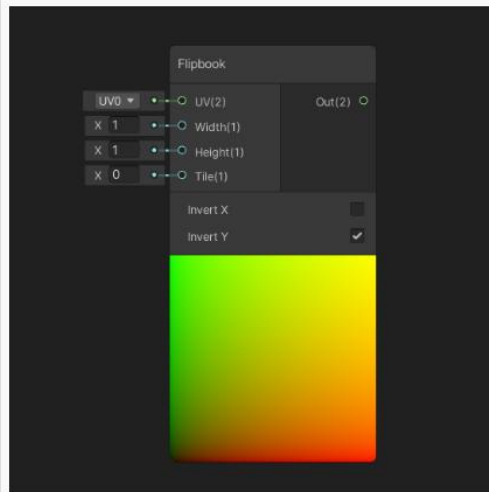 Flipbook
UV0 UV(2) Out(2)
X 1 Width(1)
X 1 Height(1)
X 0 Tile(1)
Invert X
Invert Y